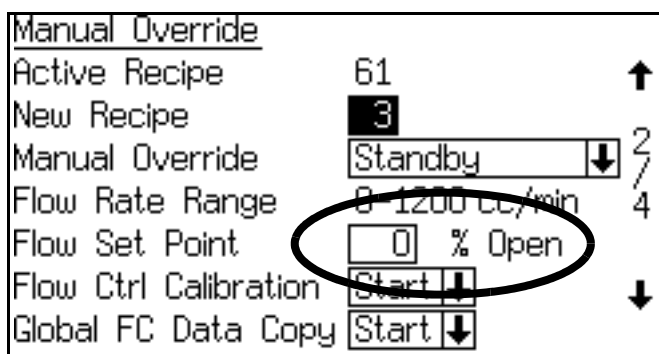 Manual Override
Active Recipe 61
New Recipe 3
Manual Override Standby
Flow Rate Range 0-1200 cc/min
Flow Set Point 0 % Open
Flow Ctrl Calibration Start
Global FC Data Copy Start
2/4